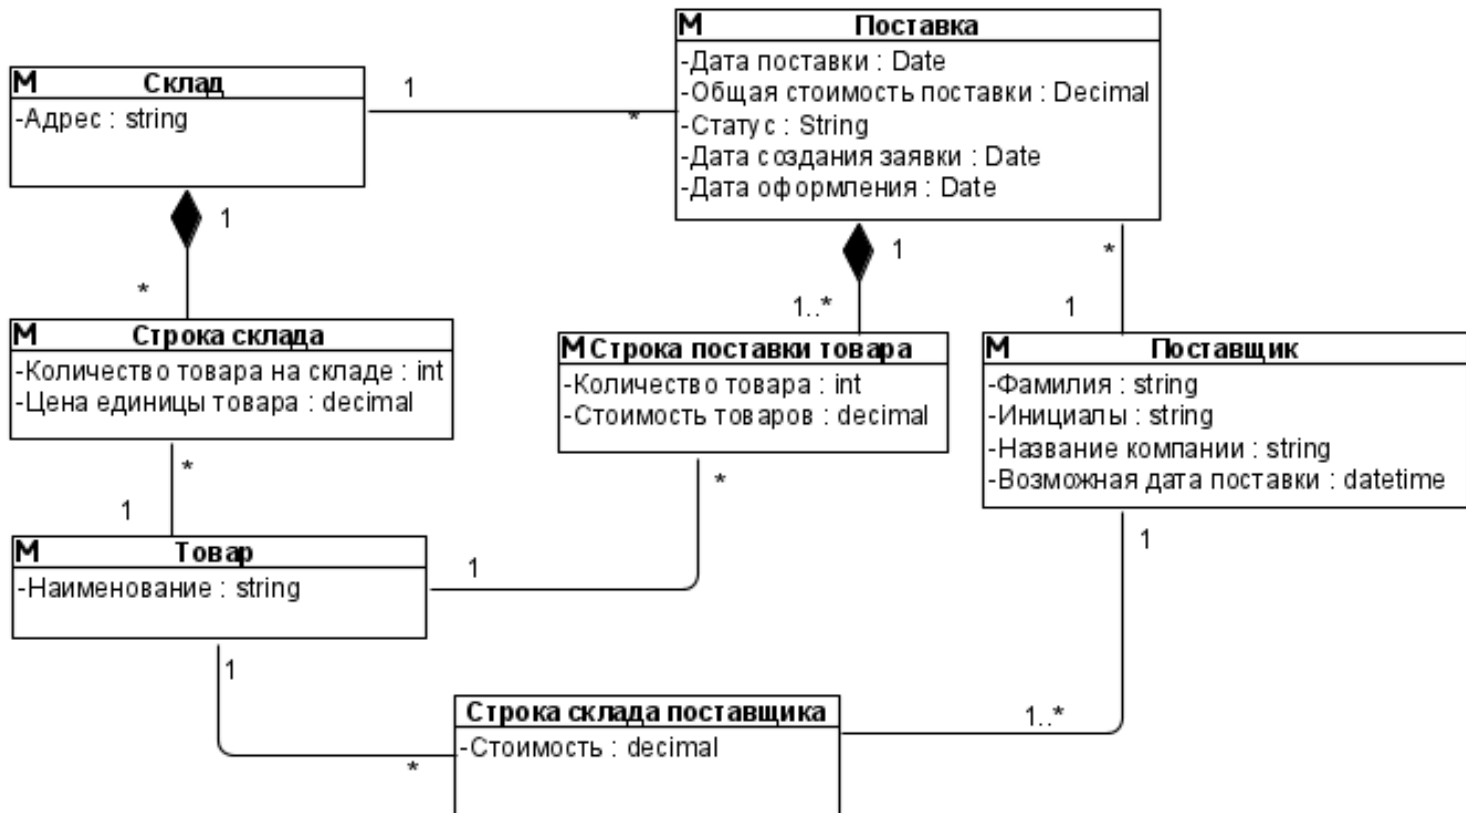 M Склад
-Адрес : string
1
*
M Поставка
-Дата поставки : Date
-Общая стоимость поставки : Decimal
-Статус : String
-Дата создания заявки : Date
-Дата оформления : Date
1
*
1
1..*
*
1
M Строка склада
-Количество товара на складе : int
-Цена единицы товара : decimal
M Строка поставки товара
-Количество товара : int
-Стоимость товаров : decimal
M Поставщик
-Фамилия : string
-Инициалы : string
-Название компании : string
-Возможная дата поставки : datetime
*
1
*
1
1
M Товар
-Наименование : string
1
*
1..*
Строка склада поставщика
-Стоимость : decimal